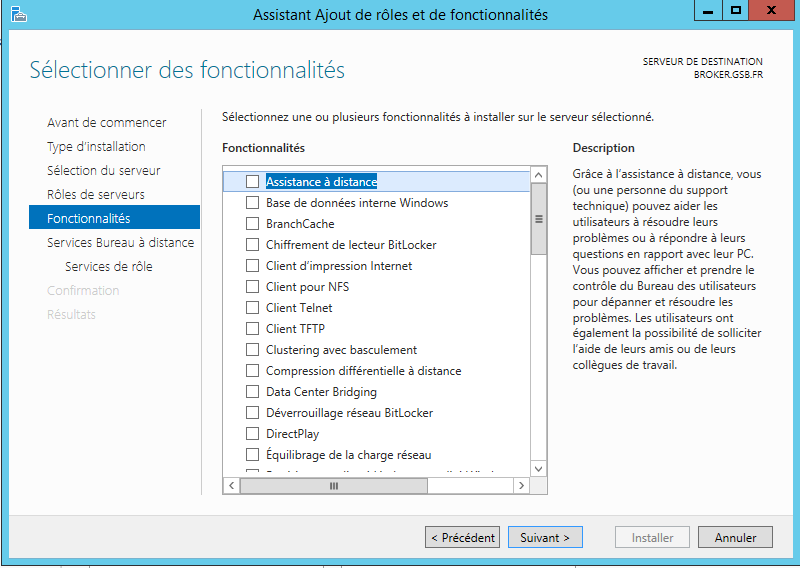 Assistant Ajout de rôles et de fonctionnalités
Sélectionner des fonctionnalités
SERVEUR DE DESTINATION
BROKER.GSB.FR
Avant de commencer
Type d'installation
Sélection du serveur
Rôles de serveurs
Fonctionnalités
Services Bureau à distance
Services de rôle
Confirmation
Résultats
Sélectionnez une ou plusieurs fonctionnalités à installer sur le serveur sélectionné.
Fonctionnalités
Assistance à distance
Base de données interne Windows
BranchCache
Chiffrement de lecteur BitLocker
Client d'impression Internet
Client pour NFS
Client Telnet
Client TFTP
Clustering avec basculement
Compression différentielle à distance
Data Center Bridging
Déverrouillage réseau BitLocker
DirectPlay
Équilibrage de la charge réseau
Description
Grâce à l'assistance à distance, vous
(ou une personne du support
technique) pouvez aider les
utilisateurs à résoudre leurs
problèmes ou à répondre à leurs
questions en rapport avec leur PC.
Vous pouvez afficher et prendre le
contrôle du Bureau des utilisateurs
pour dépanner et résoudre les
problèmes. Les utilisateurs ont
également la possibilité de solliciter
l'aide de leurs amis ou de leurs
collègues de travail.
< Précédent
Suivant >
Installer
Annuler